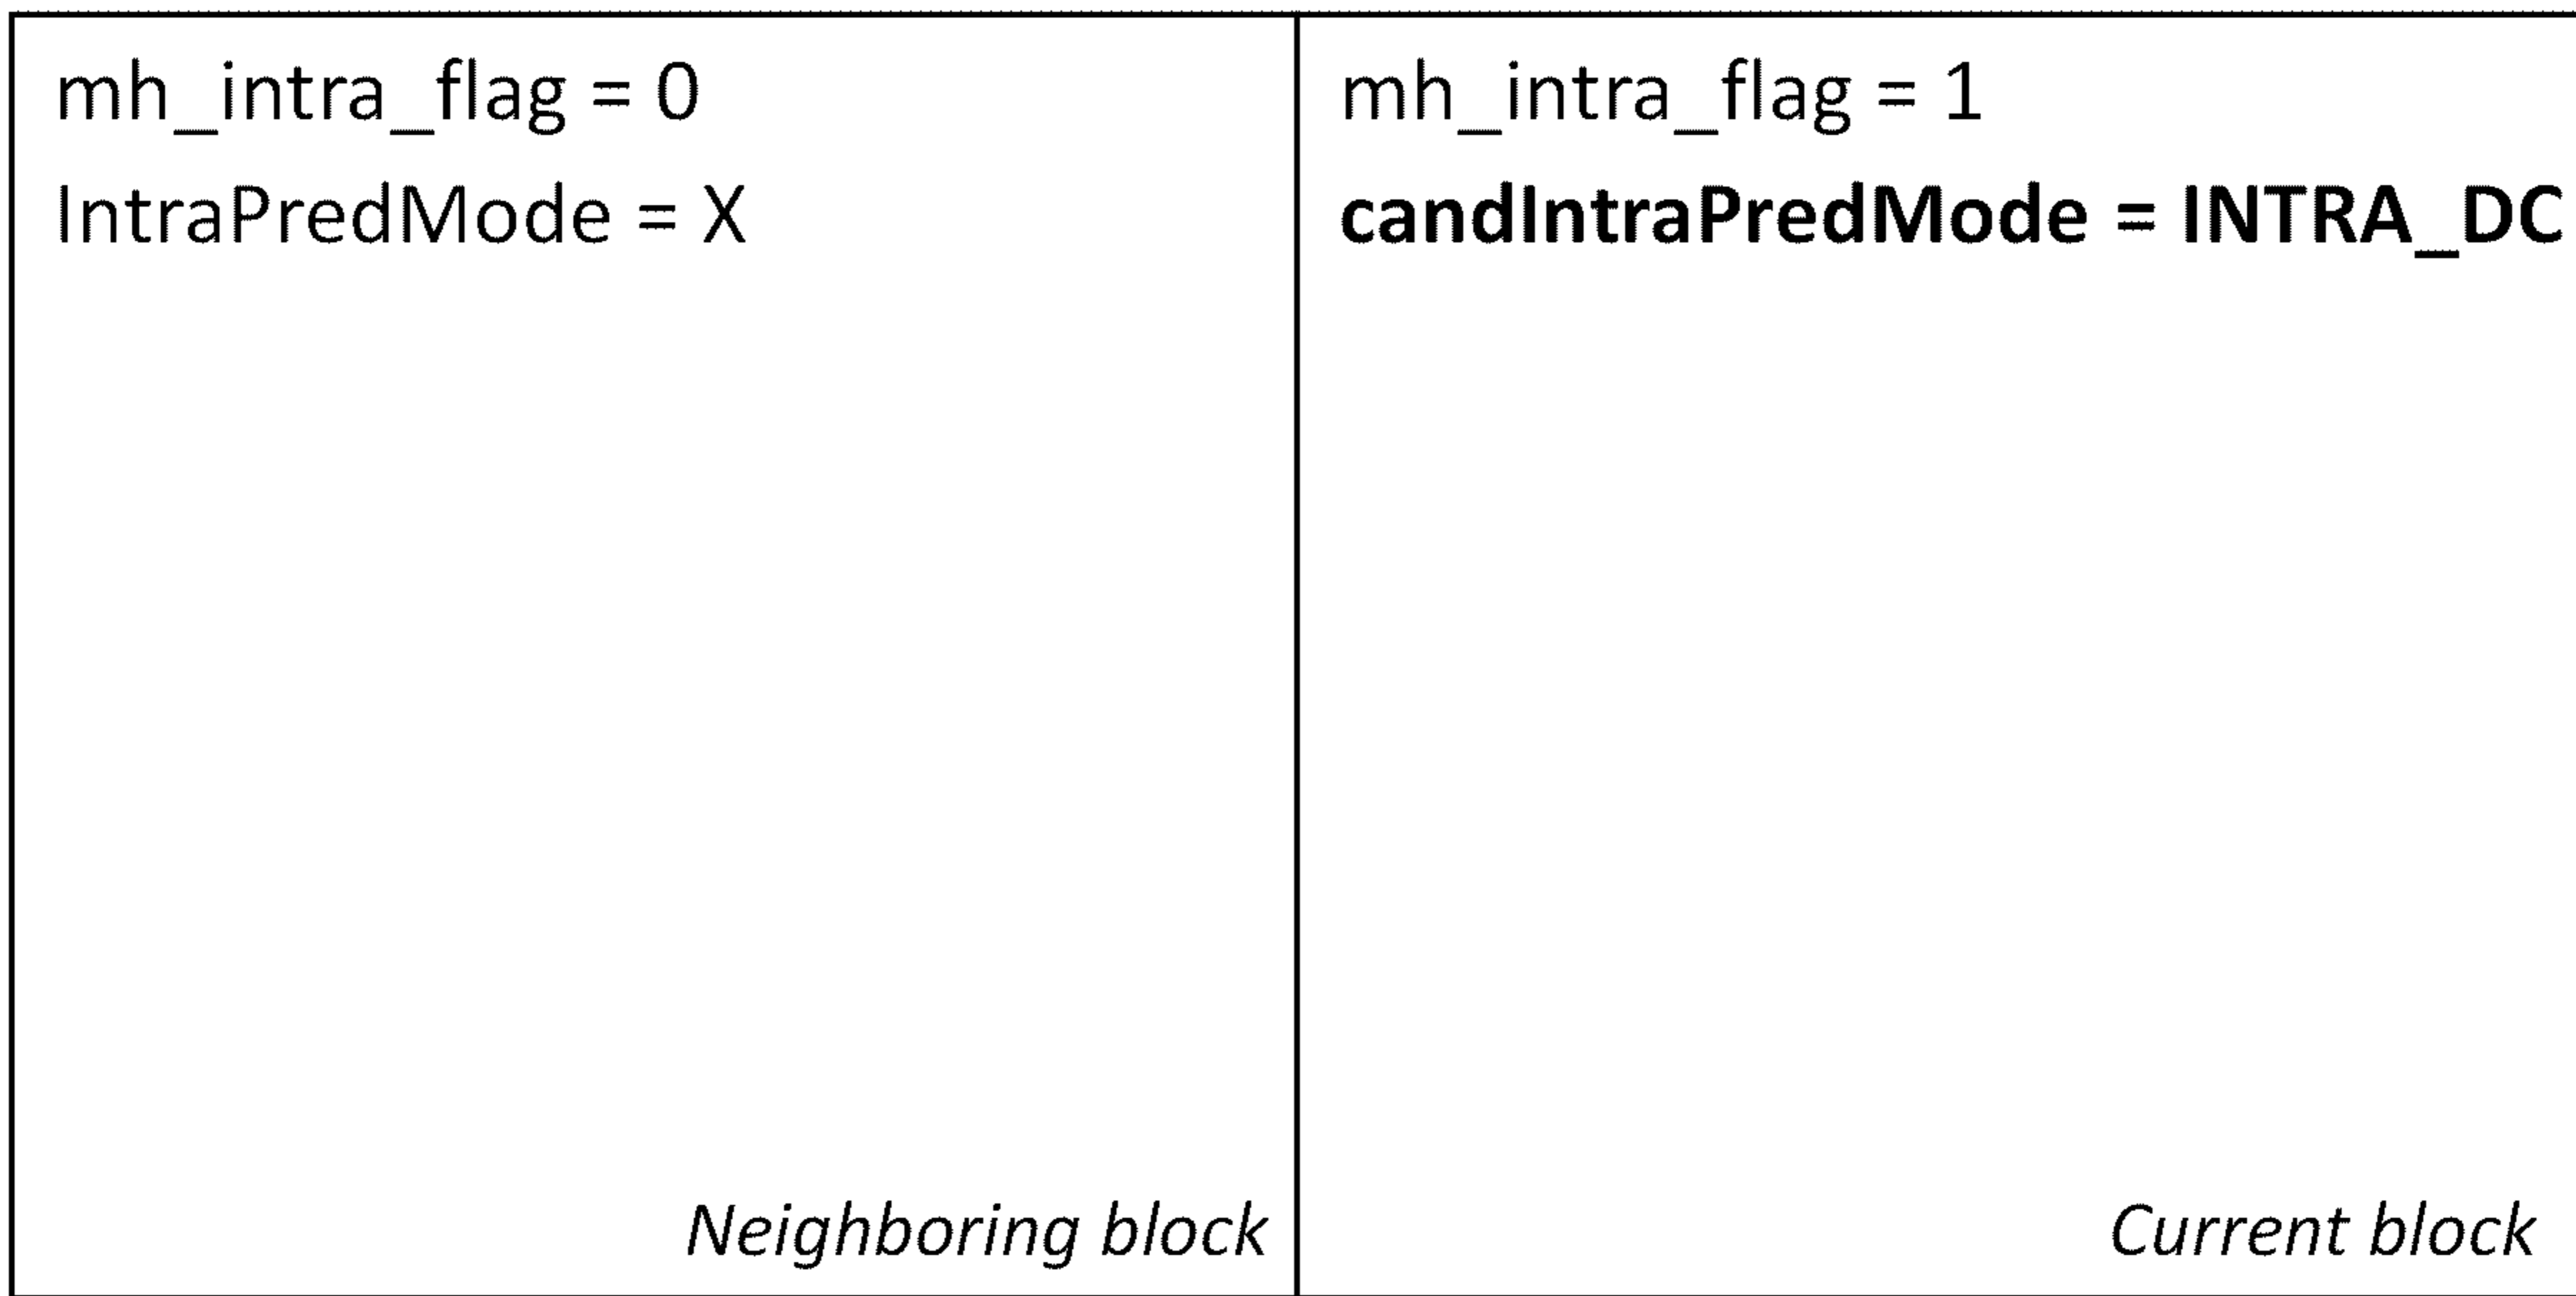 mh_intra_flag = 0
IntraPredMode = X
Neighboring block
mh_intra_flag = 1
candIntraPredMode = INTRA_DC
Current block